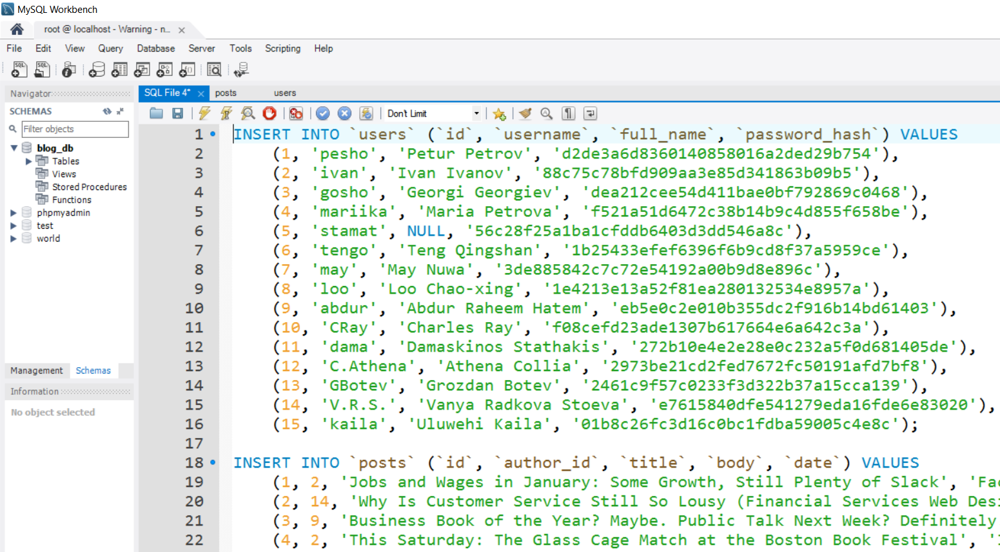 MySQL Workbench
root @ localhost - Warning - n...
File Edit View Query Database Server Tools Scripting Help
Navigator
SCHEMAS
Filter objects
blog_db
Tables
Views
Stored Procedures
Functions
phpmyadmin
test
world
Management Schemas
Information
No object selected
SQL File 4* posts users
Don't Limit
1 INSERT INTO `users` (`id`, `username`, `full_name`, `password_hash`) VALUES
2 (1, 'pesho', 'Petur Petrov', 'd2de3a6d8360140858016a2ded29b754'),
3 (2, 'ivan', 'Ivan Ivanov', '88c75c78bfd909aa3e85d341863b09b5'),
4 (3, 'gosho', 'Georgi Georgiev', 'dea212cee54d411bae0bf792869c0468'),
5 (4, 'mariika', 'Maria Petrova', 'f521a51d6472c38b14b9c4d855f658be'),
6 (5, 'stamat', NULL, '56c28f25a1ba1cfddb6403d3dd546a8c'),
7 (6, 'tengo', 'Teng Qingshan', '1b25433efef6396f6b9cd8f37a5959ce'),
8 (7, 'may', 'May Nuwa', '3de885842c7c72e54192a00b9d8e896c'),
9 (8, 'loo', 'Loo Chao-xing', '1e4213e13a52f81ea280132534e8957a'),
10 (9, 'abdur', 'Abdur Raheem Hatem', 'eb5e0c2e010b355dc2f916b14bd61403'),
11 (10, 'CRay', 'Charles Ray', 'f08cefd23ade1307b617664e6a642c3a'),
12 (11, 'dama', 'Damaskinos Stathakis', '272b10e4e2e28e0c232a5f0d681405de'),
13 (12, 'C.Athena', 'Athena Collia', '2973be21cd2fed7672fc50191afd7bf8'),
14 (13, 'GBotev', 'Grozdan Botev', '2461c9f57c0233f3d322b37a15cca139'),
15 (14, 'V.R.S.', 'Vanya Radkova Stoeva', 'e7615840dfe541279eda16fde6e83020'),
16 (15, 'kaila', 'Uluwehi Kaila', '01b8c26fc3d16c0bc1fdba59005c4e8c');
17
18 INSERT INTO `posts` (`id`, `author_id`, `title`, `body`, `date`) VALUES
19 (1, 2, 'Jobs and Wages in January: Some Growth, Still Plenty of Slack', 'Fac
20 (2, 14, 'Why Is Customer Service Still So Lousy (Financial Services Web Desi
21 (3, 9, 'Business Book of the Year? Maybe. Public Talk Next Week? Definitely
22 (4, 2, 'This Saturday: The Glass Cage Match at the Boston Book Festival', '